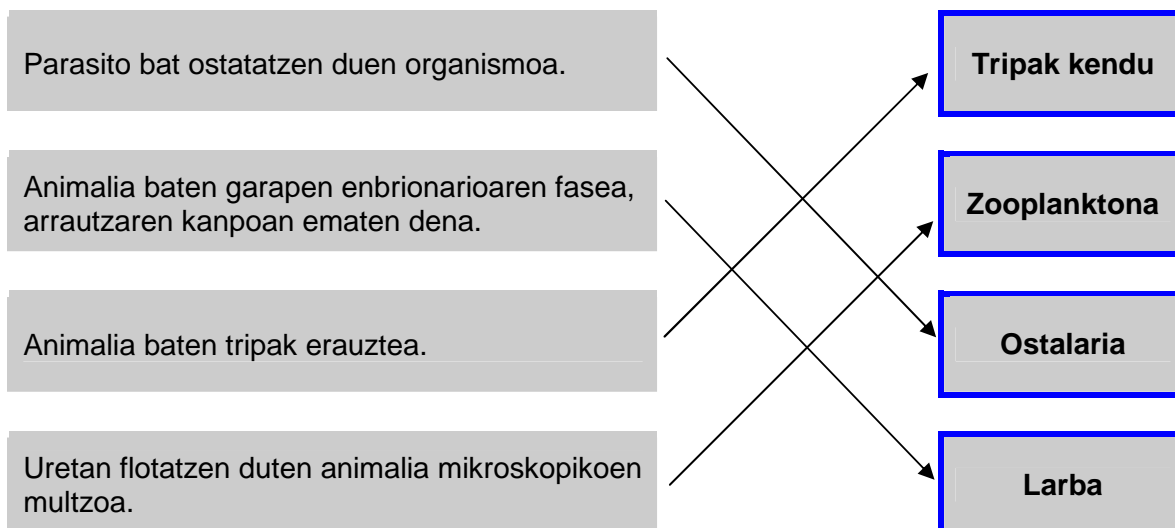 Parasito bat ostatatzen duen organismoa.
Tripak kendu
Animalia baten garapen enbrionarioaren fasea,
arrautzaren kanpoan ematen dena.
Zooplanktona
Animalia baten tripak erauztea.
Ostalaria
Uretan flotatzen duten animalia mikroskopikoen
multzoa.
Larba